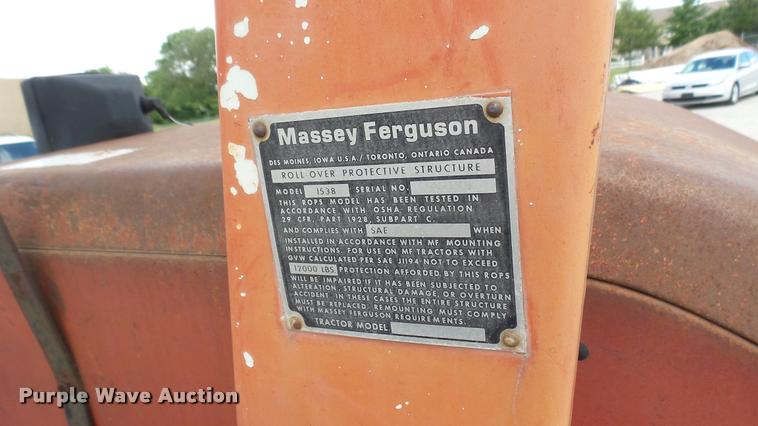 Massey Ferguson
DES MOINES, IOWA U.S.A./ TORONTO, ONTARIO CANADA
ROLL-OVER PROTECTIVE STRUCTURE
MODEL 1538 SERIAL NO.
THIS ROPS MODEL HAS BEEN TESTED IN
ACCORDANCE WITH OSHA REGULATION
29 CFR, PART 1928, SUBPART C,
AND COMPLIES WITH SAE WHEN
INSTALLED IN ACCORDANCE WITH MF MOUNTING
INSTRUCTIONS. FOR USE ON MF TRACTORS WITH
GVW CALCULATED PER SAE J1194 NOT TO EXCEED
12000 LBS. PROTECTION AFFORDED BY THIS ROPS
WILL BE IMPAIRED IF IT HAS BEEN SUBJECTED TO
ALTERATION, STRUCTURAL DAMAGE, OR OVERTURN
ACCIDENT. IN THESE CASES THE ENTIRE STRUCTURE
MUST BE REPLACED. REMOUNTING MUST COMPLY
WITH MASSEY FERGUSON REQUIREMENTS.
TRACTOR MODEL
Purple Wave Auction